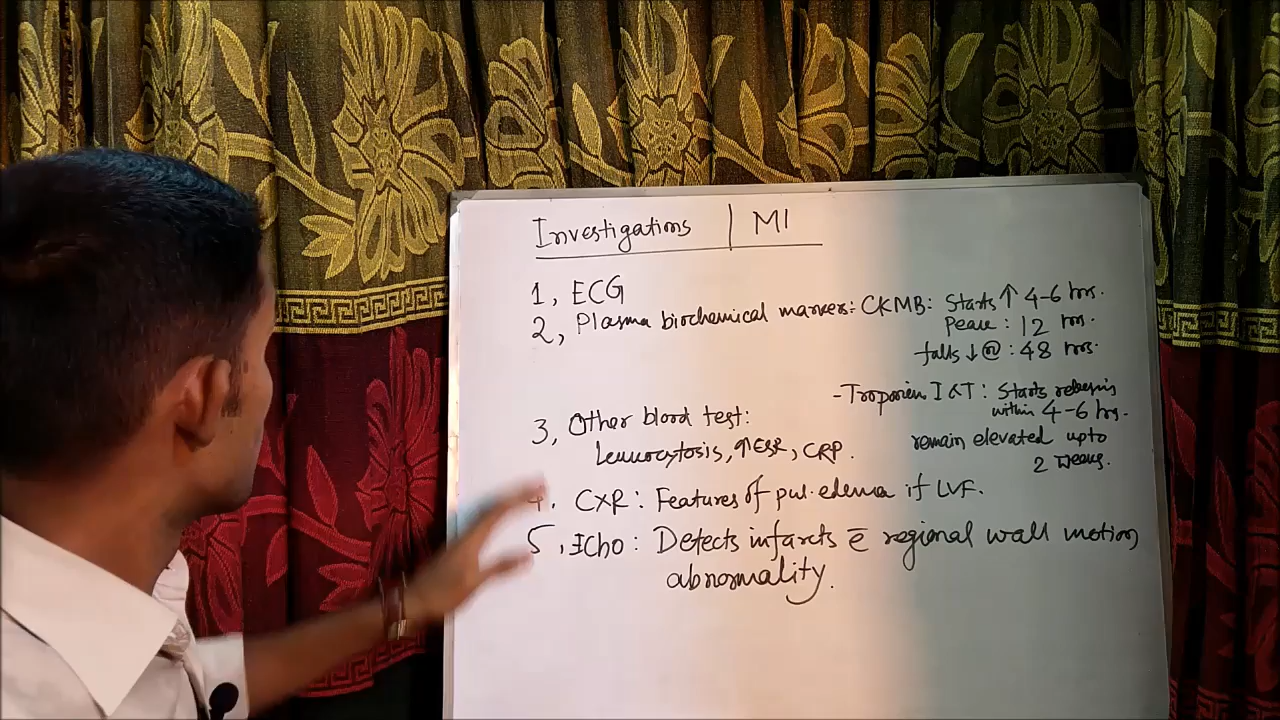 Investigations | MI
1, ECG
2, Plasma biochemical markers: CKMB: Starts ↑ 4-6 hrs.
Peak : 12 hrs.
falls ↓ @ : 48 hrs.
- Troponin I & T : Starts releasing
within 4-6 hrs.
remain elevated upto
2 weeks.
3, Other blood test:
Leucocytosis, ↑ESR, CRP.
4. CXR : Features of pul. edema if LVF.
5, Echo : Detects infarcts c̄ regional wall motion
abnormality.